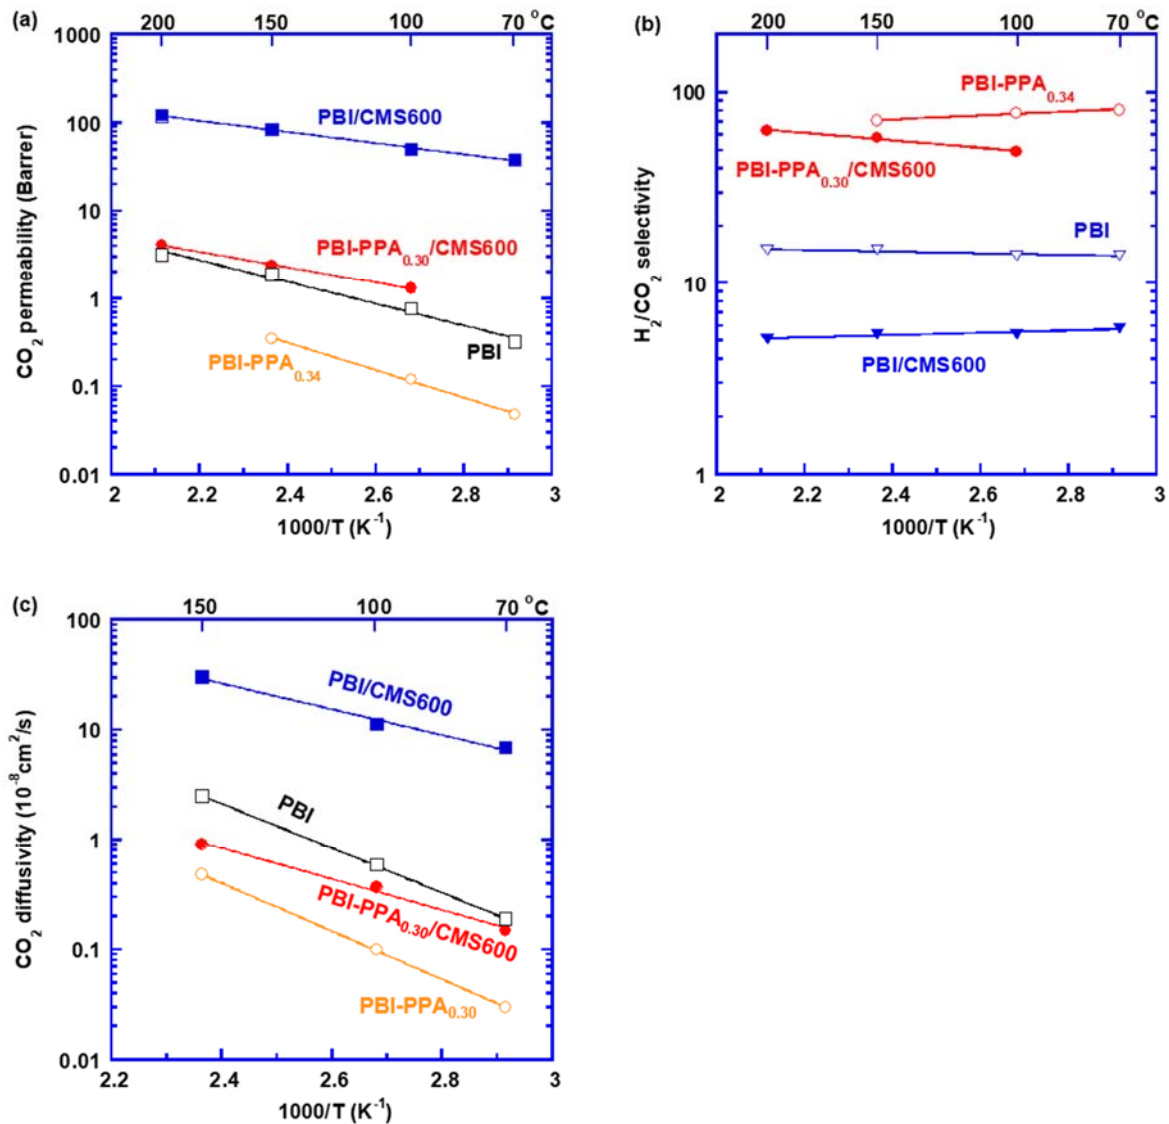 (a)
200 150 100 70 °C
1000
100
10
1
0.1
0.01
CO2 permeability (Barrer)
PBI/CMS600
PBI-PPA0.30/CMS600
PBI
PBI-PPA0.34
2 2.2 2.4 2.6 2.8 3
1000/T (K-1)
(b)
200 150 100 70 °C
100
10
1
H2/CO2 selectivity
PBI-PPA0.34
PBI-PPA0.30/CMS600
PBI
PBI/CMS600
2 2.2 2.4 2.6 2.8 3
1000/T (K-1)
(c)
150 100 70 °C
100
10
1
0.1
0.01
CO2 diffusivity (10-8cm2/s)
PBI/CMS600
PBI
PBI-PPA0.30/CMS600
PBI-PPA0.30
2.2 2.4 2.6 2.8 3
1000/T (K-1)